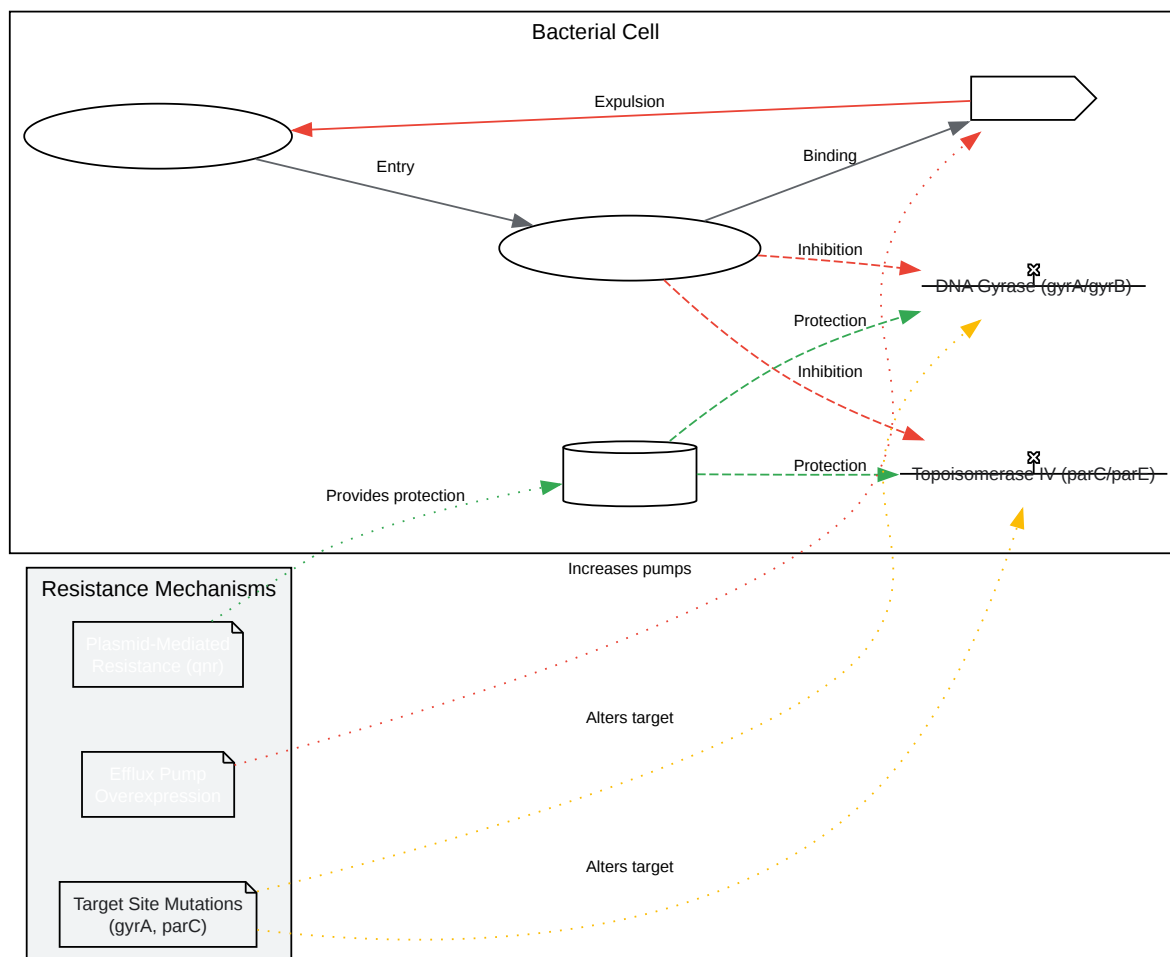 Bacterial Cell
Expulsion
Entry
Binding
Inhibition
DNA Gyrase (gyrA/gyrB)
Protection
Inhibition
Protection
Topoisomerase IV (parC/parE)
Provides protection
Increases pumps
Resistance Mechanisms
Plasmid-Mediated
Resistance (qnr)
Alters target
Efflux Pump
Overexpression
Alters target
Target Site Mutations
(gyrA, parC)